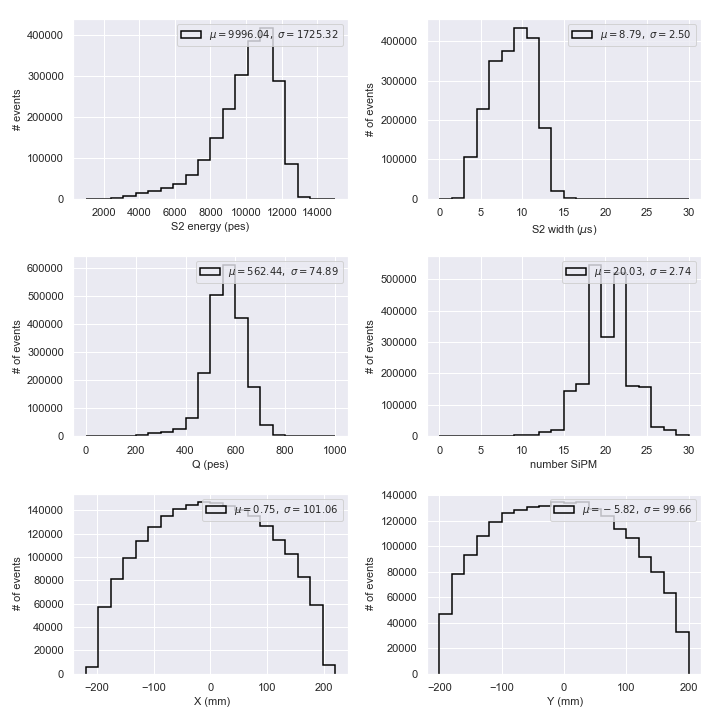 μ = 9996.04, σ = 1725.32
# events
400000
300000
200000
100000
0
2000 4000 6000 8000 10000 12000 14000
S2 energy (pes)
μ = 8.79, σ = 2.50
# of events
400000
300000
200000
100000
0
0 5 10 15 20 25 30
S2 width (μs)
μ = 562.44, σ = 74.89
# of events
600000
500000
400000
300000
200000
100000
0
0 200 400 600 800 1000
Q (pes)
μ = 20.03, σ = 2.74
# of events
500000
400000
300000
200000
100000
0
0 5 10 15 20 25 30
number SiPM
μ = 0.75, σ = 101.06
# of events
140000
120000
100000
80000
60000
40000
20000
0
−200 −100 0 100 200
X (mm)
μ = −5.82, σ = 99.66
# of events
140000
120000
100000
80000
60000
40000
20000
0
−200 −100 0 100 200
Y (mm)